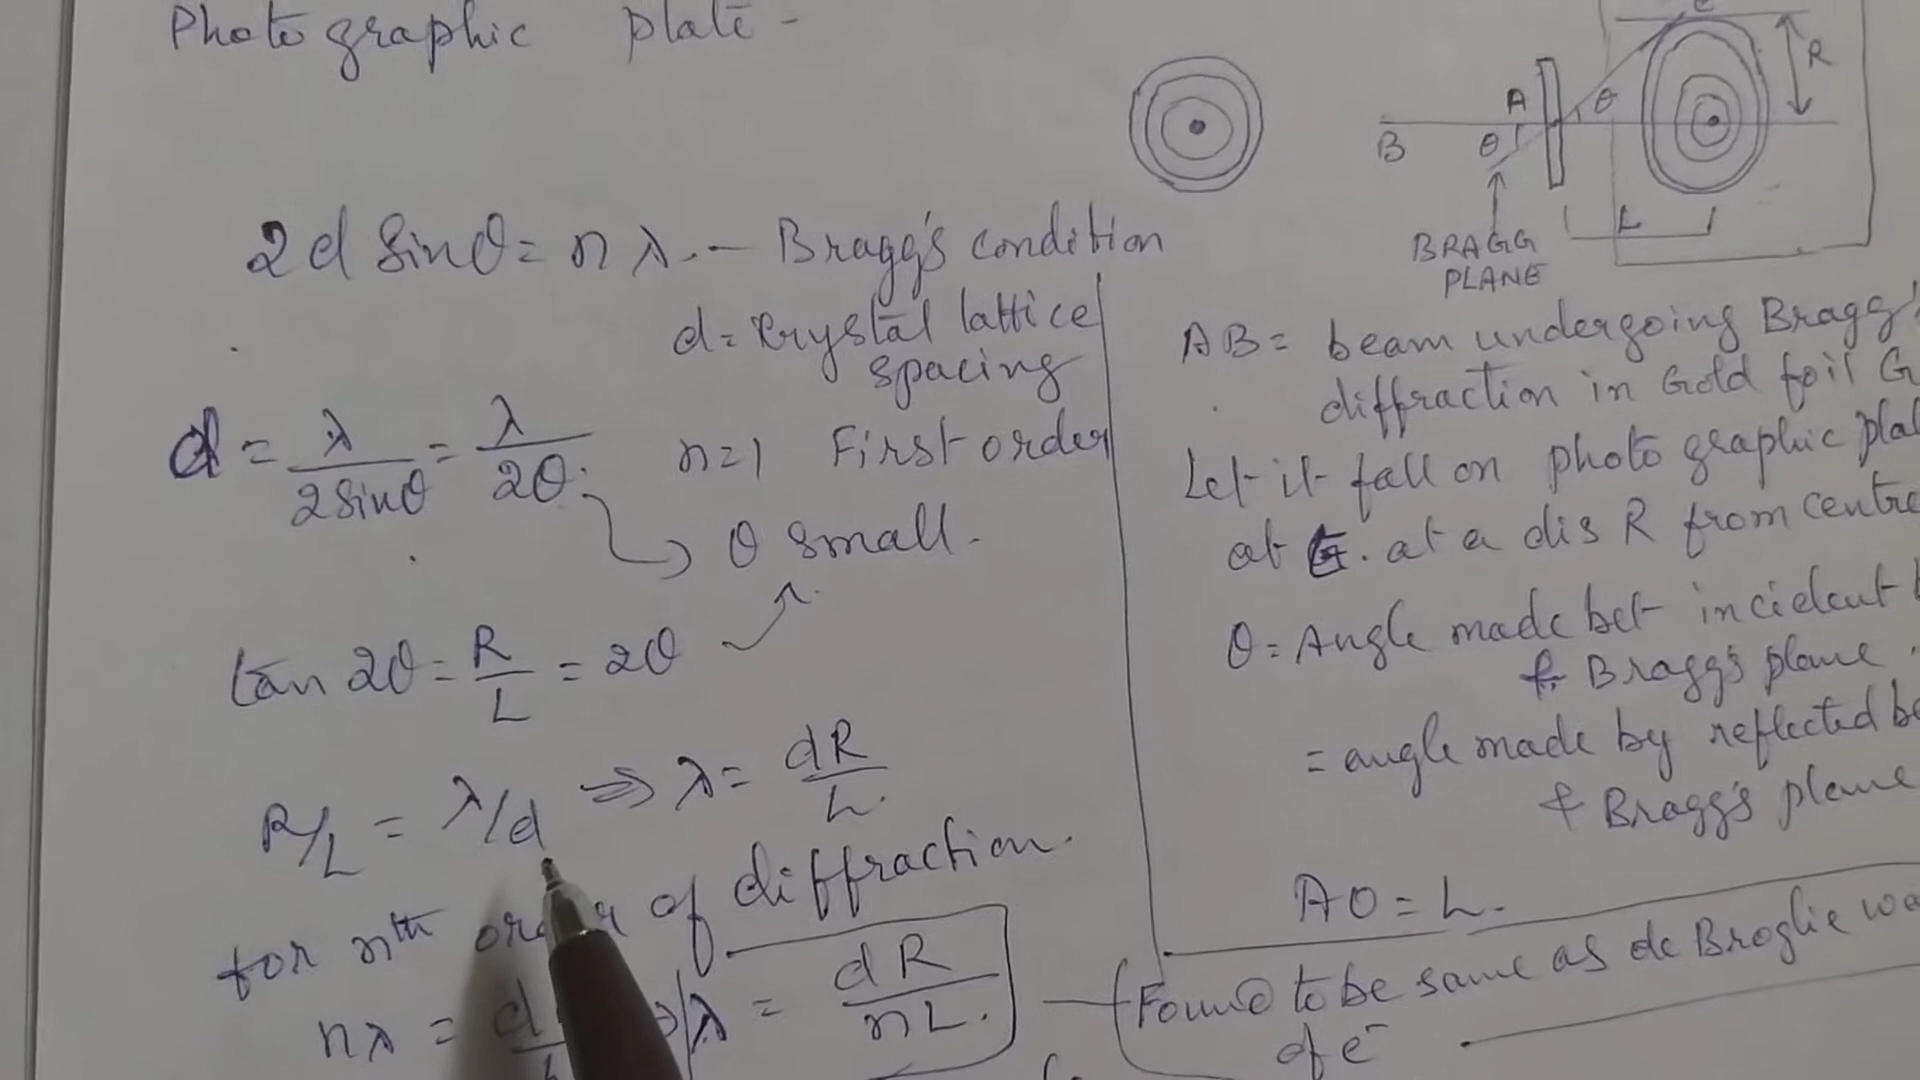 Photographic plate -
2d Sinθ = nλ. - Bragg's condition
d = Crystal lattice
spacing
d = λ/2Sinθ = λ/2θ. n=1 First order
θ small.
tan 2θ = R/L = 2θ
R/L = λ/d ⇒ λ = dR/L.
for nth of diffraction.
nλ = λ = dR/nL.
R
A
θ
B
θ
L
BRAGG
PLANE
AB = beam undergoing Bragg's
diffraction in Gold foil G
Let it fall on photographic
at at a dis R from centre
θ = Angle made bet incident
& Bragg's plane.
= angle made by reflected
& Bragg's plane
AO = L.
Found to be same as de Broglie
of e-